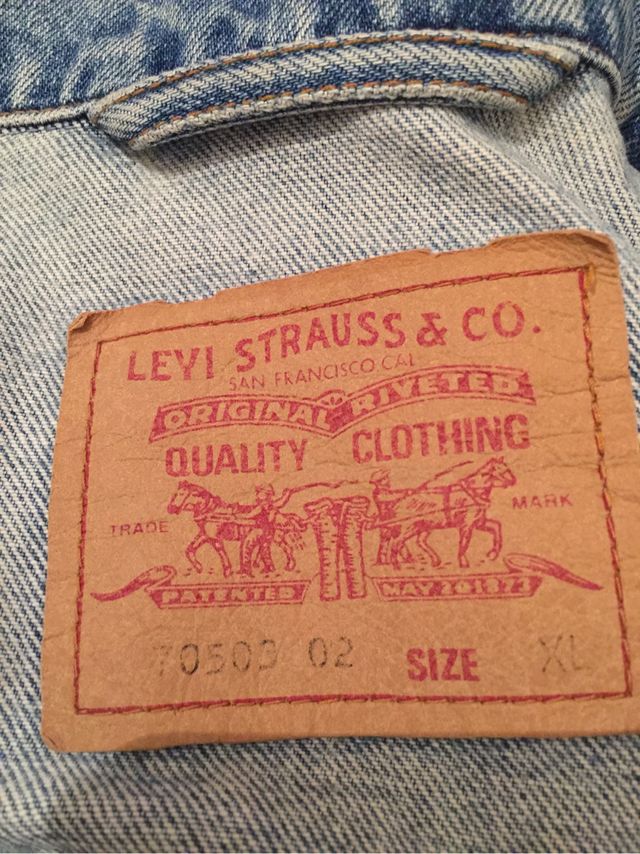 LEVI STRAUSS & CO.
SAN FRANCISCO CAL
ORIGINAL RIVETED
QUALITY CLOTHING
TRADE MARK
PATENTED MAY 20 1873
70503 02 SIZE XL